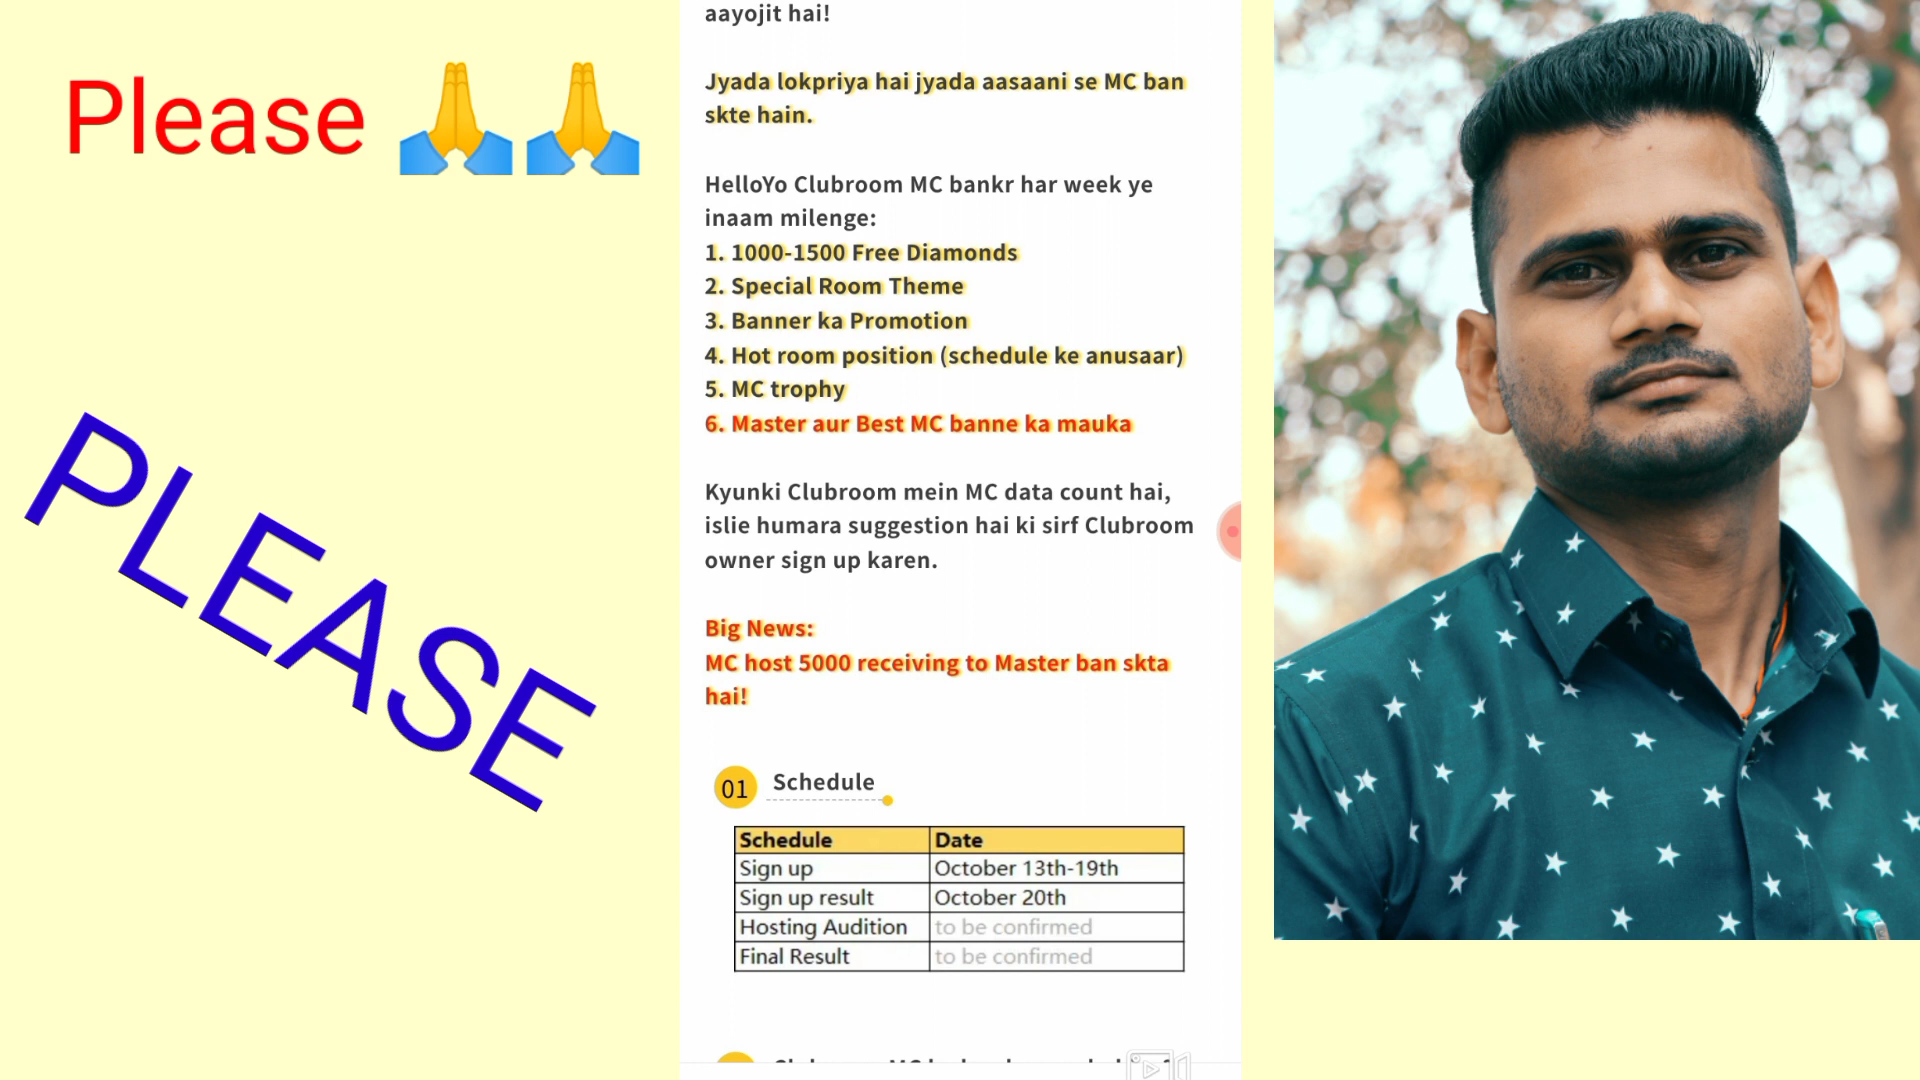 Please 🙏🙏
PLEASE
aayojit hai!
Jyada lokpriya hai jyada aasaani se MC ban
skte hain.
HelloYo Clubroom MC bankr har week ye
inaam milenge:
1. 1000-1500 Free Diamonds
2. Special Room Theme
3. Banner ka Promotion
4. Hot room position (schedule ke anusaar)
5. MC trophy
6. Master aur Best MC banne ka mauka
Kyunki Clubroom mein MC data count hai,
islie humara suggestion hai ki sirf Clubroom
owner sign up karen.
Big News:
MC host 5000 receiving to Master ban skta
hai!
01 Schedule
Schedule Date
Sign up October 13th-19th
Sign up result October 20th
Hosting Audition to be confirmed
Final Result to be confirmed